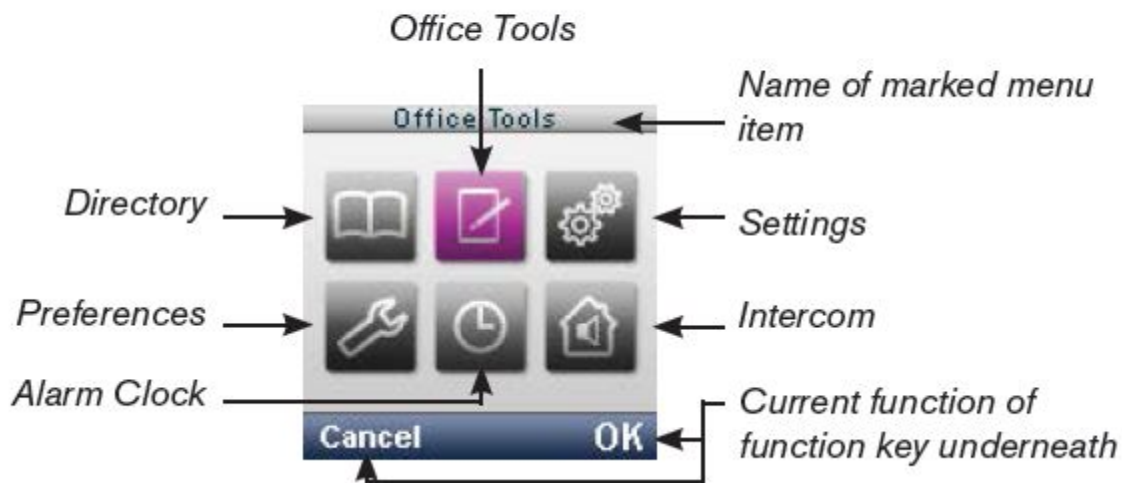 Office Tools
Name of marked menu
item
Office Tools
Directory
Settings
Preferences
Intercom
Alarm Clock
Current function of
function key underneath
Cancel
OK